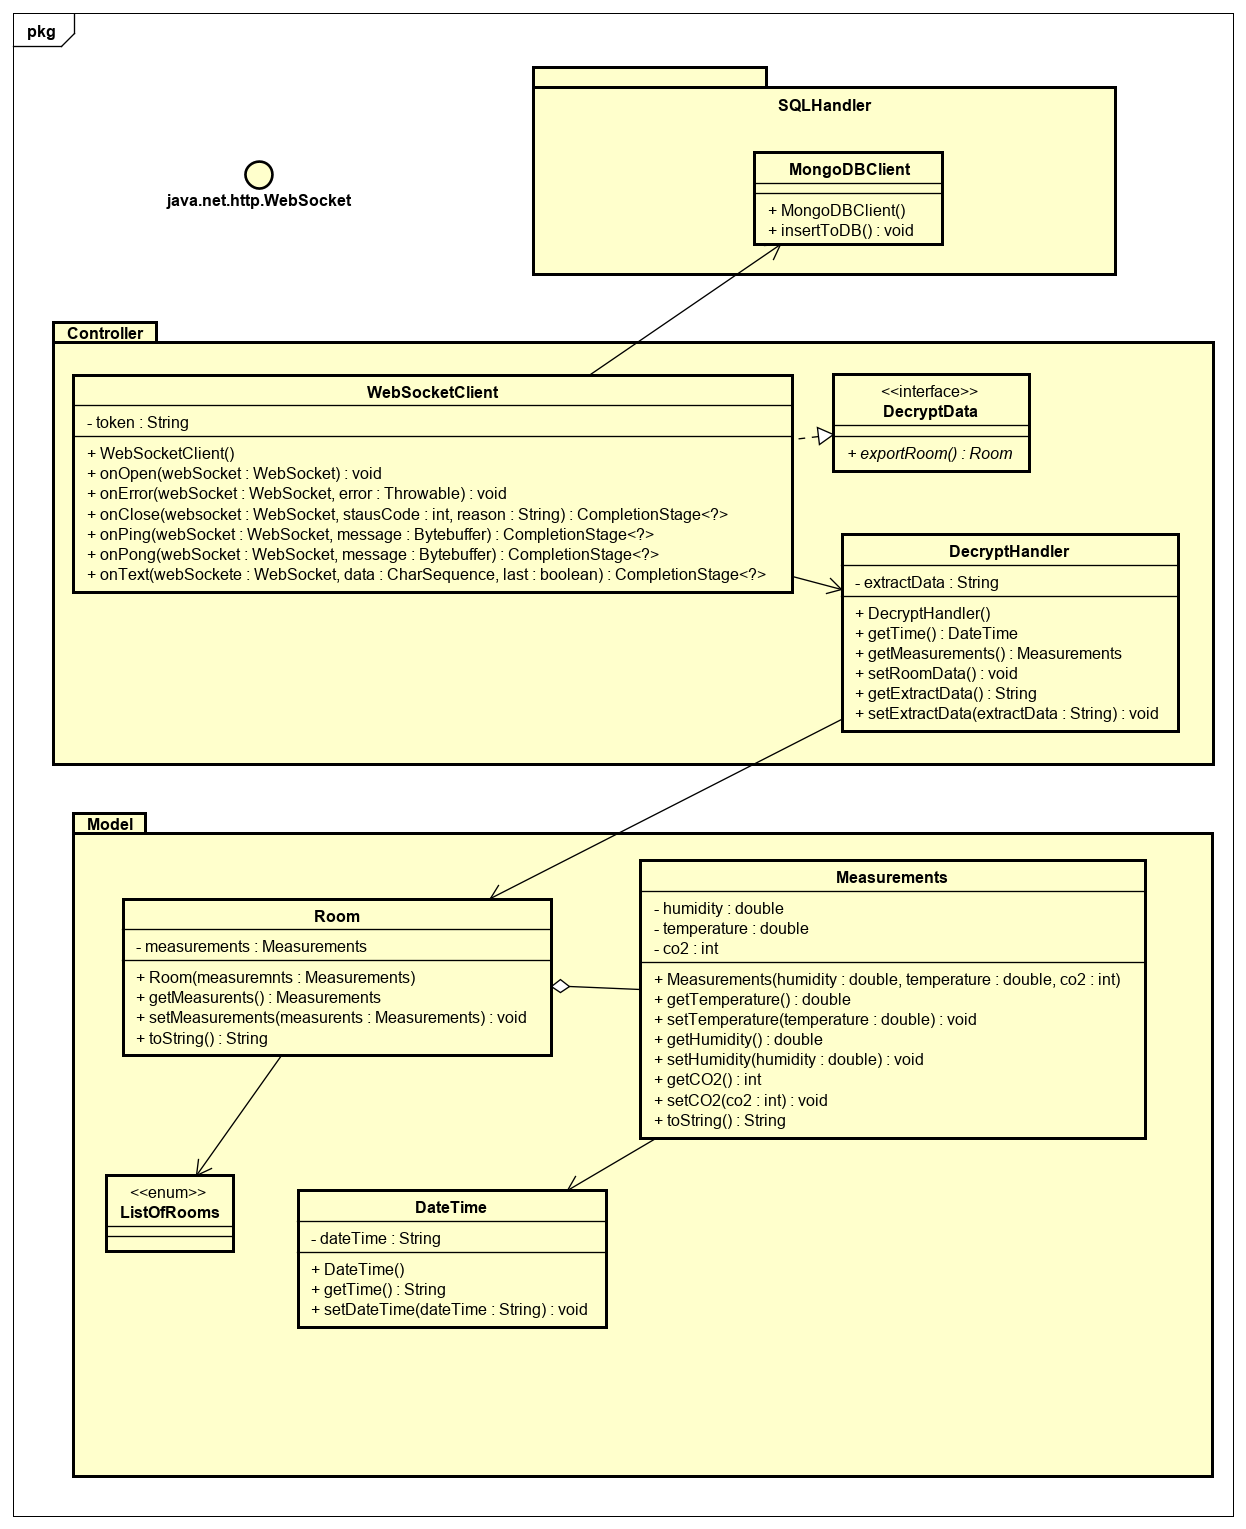 pkg
SQLHandler
MongoDBClient
+ MongoDBClient()
+ insertToDB() : void
java.net.http.WebSocket
Controller
WebSocketClient
- token : String
+ WebSocketClient()
+ onOpen(webSocket : WebSocket) : void
+ onError(webSocket : WebSocket, error : Throwable) : void
+ onClose(websocket : WebSocket, stausCode : int, reason : String) : CompletionStage<?>
+ onPing(webSocket : WebSocket, message : Bytebuffer) : CompletionStage<?>
+ onPong(webSocket : WebSocket, message : Bytebuffer) : CompletionStage<?>
+ onText(webSockete : WebSocket, data : CharSequence, last : boolean) : CompletionStage<?>
<<interface>>
DecryptData
+ exportRoom() : Room
DecryptHandler
- extractData : String
+ DecryptHandler()
+ getTime() : DateTime
+ getMeasurements() : Measurements
+ setRoomData() : void
+ getExtractData() : String
+ setExtractData(extractData : String) : void
Model
Room
- measurements : Measurements
+ Room(measuremnts : Measurements)
+ getMeasurents() : Measurements
+ setMeasurements(measurents : Measurements) : void
+ toString() : String
Measurements
- humidity : double
- temperature : double
- co2 : int
+ Measurements(humidity : double, temperature : double, co2 : int)
+ getTemperature() : double
+ setTemperature(temperature : double) : void
+ getHumidity() : double
+ setHumidity(humidity : double) : void
+ getCO2() : int
+ setCO2(co2 : int) : void
+ toString() : String
<<enum>>
ListOfRooms
DateTime
- dateTime : String
+ DateTime()
+ getTime() : String
+ setDateTime(dateTime : String) : void